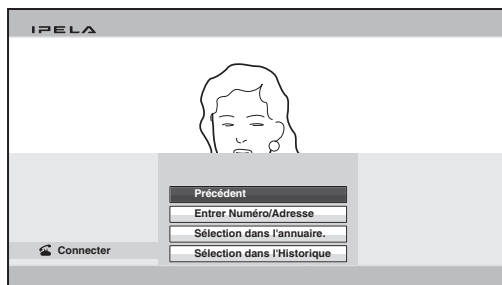 IPELA
Précédent
Entrer Numéro/Adresse
Sélection dans l'annuaire.
Connecter
Sélection dans l'Historique